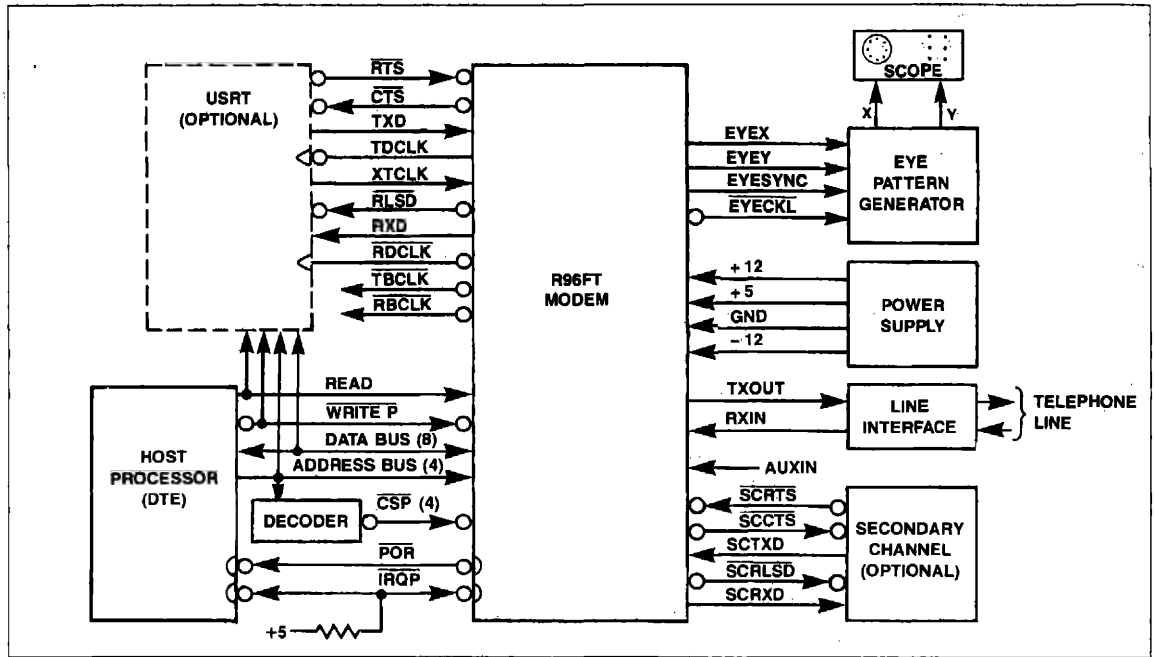 SCOPE
X
Y
USRT
(OPTIONAL)
RTS
CTS
TXD
TDCLK
XTCLK
RLSD
RXD
RDCLK
TBCLK
RBCLK
R96FT
MODEM
EYEX
EYEY
EYESYNC
EYECKL
EYE
PATTERN
GENERATOR
+12
+5
GND
-12
POWER
SUPPLY
READ
WRITE P
DATA BUS (8)
ADDRESS BUS (4)
HOST
PROCESSOR
(DTE)
DECODER
CSP (4)
POR
IRQP
+5
TXOUT
RXIN
LINE
INTERFACE
TELEPHONE
LINE
AUXIN
SCRTS
SCCTS
SCTXD
SCRLSD
SCRXD
SECONDARY
CHANNEL
(OPTIONAL)